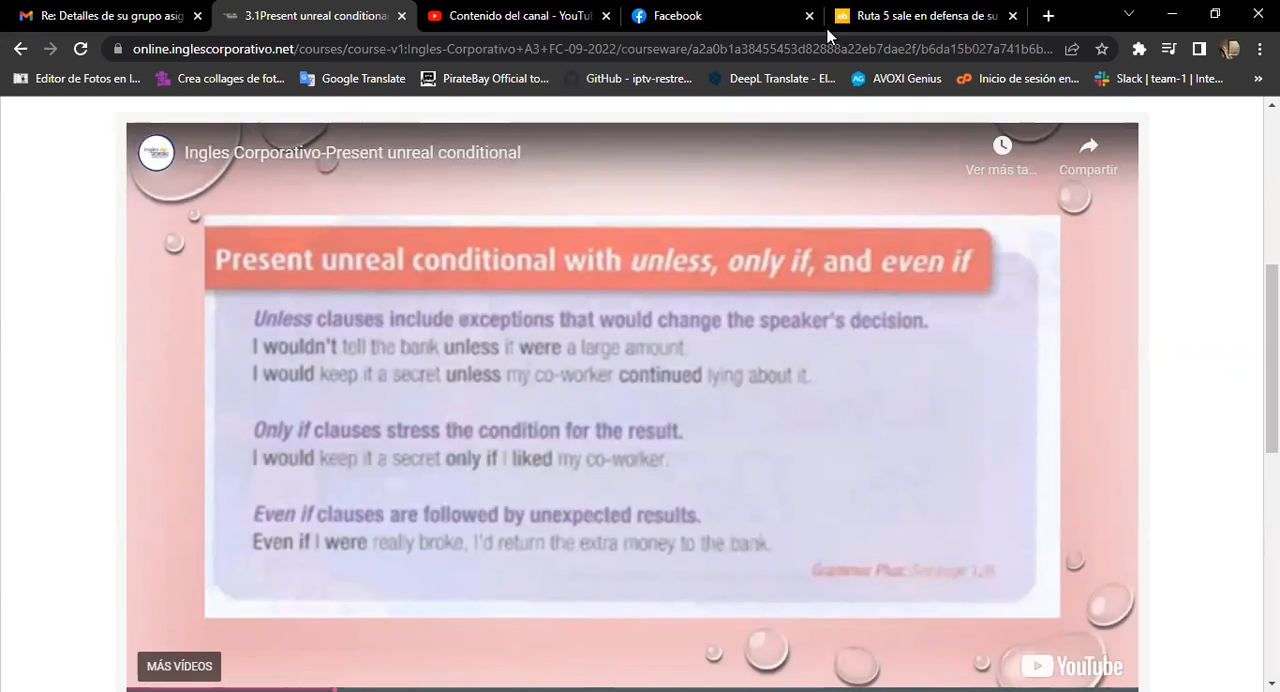 Re: Detalles de su grupo asig
3.1Present unreal conditiona
Contenido del canal - YouTu
Facebook
Ruta 5 sale en defensa de su
online.inglescorporativo.net/courses/course-v1:Ingles-Corporativo+A3+FC-09-2022/courseware/a2a0b1a38455453d82888a22eb7dae2f/b6da15b027a741b6b...
Editor de Fotos en l...
Crea collages de fot...
Google Translate
PirateBay Official to...
GitHub - iptv-restre...
DeepL Translate - El...
AVOXI Genius
Inicio de sesión en...
Slack | team-1 | Inte...
Ingles Corporativo-Present unreal conditional
Ver más ta...
Compartir
Present unreal conditional with unless, only if, and even if
Unless clauses include exceptions that would change the speaker's decision.
I wouldn't tell the bank unless it were a large amount.
I would keep it a secret unless my co-worker continued lying about it.
Only if clauses stress the condition for the result.
I would keep it a secret only if I liked my co-worker.
Even if clauses are followed by unexpected results.
Even if I were really broke, I'd return the extra money to the bank.
Grammar Plus: See page
MÁS VÍDEOS
YouTube